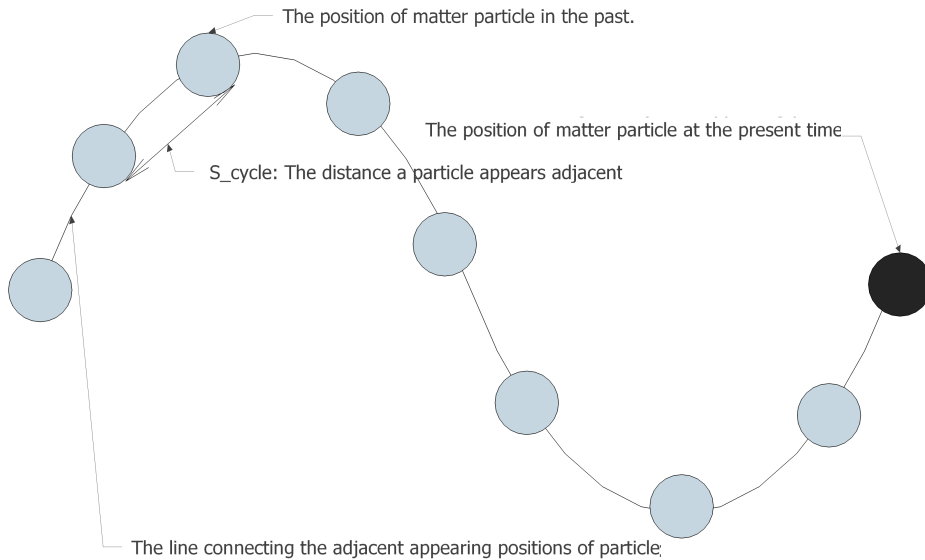 The position of matter particle in the past.
The position of matter particle at the present time
S_cycle: The distance a particle appears adjacent
The line connecting the adjacent appearing positions of particle